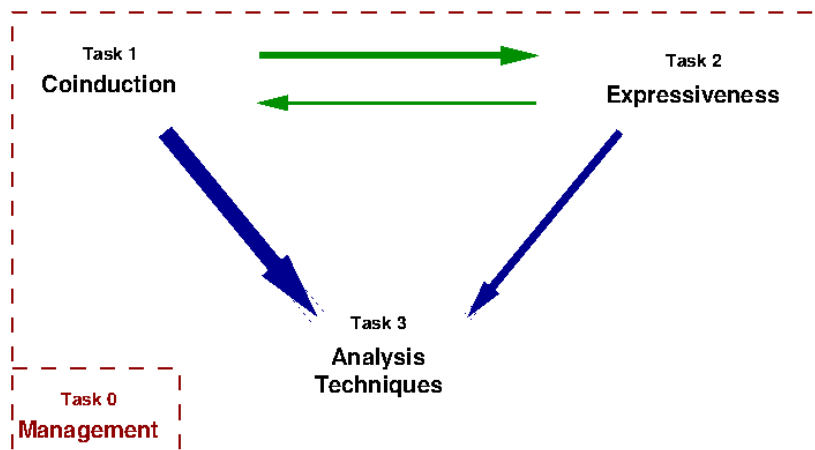 Task 1
Coinduction
Task 2
Expressiveness
Task 3
Analysis
Techniques
Task 0
Management